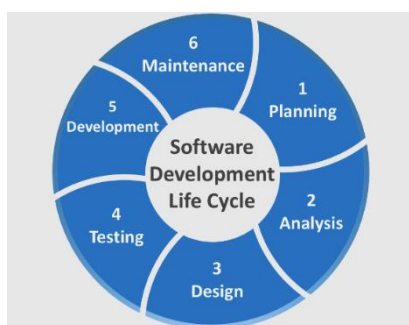 Software
Development
Life Cycle
1
Planning
2
Analysis
3
Design
4
Testing
5
Development
6
Maintenance